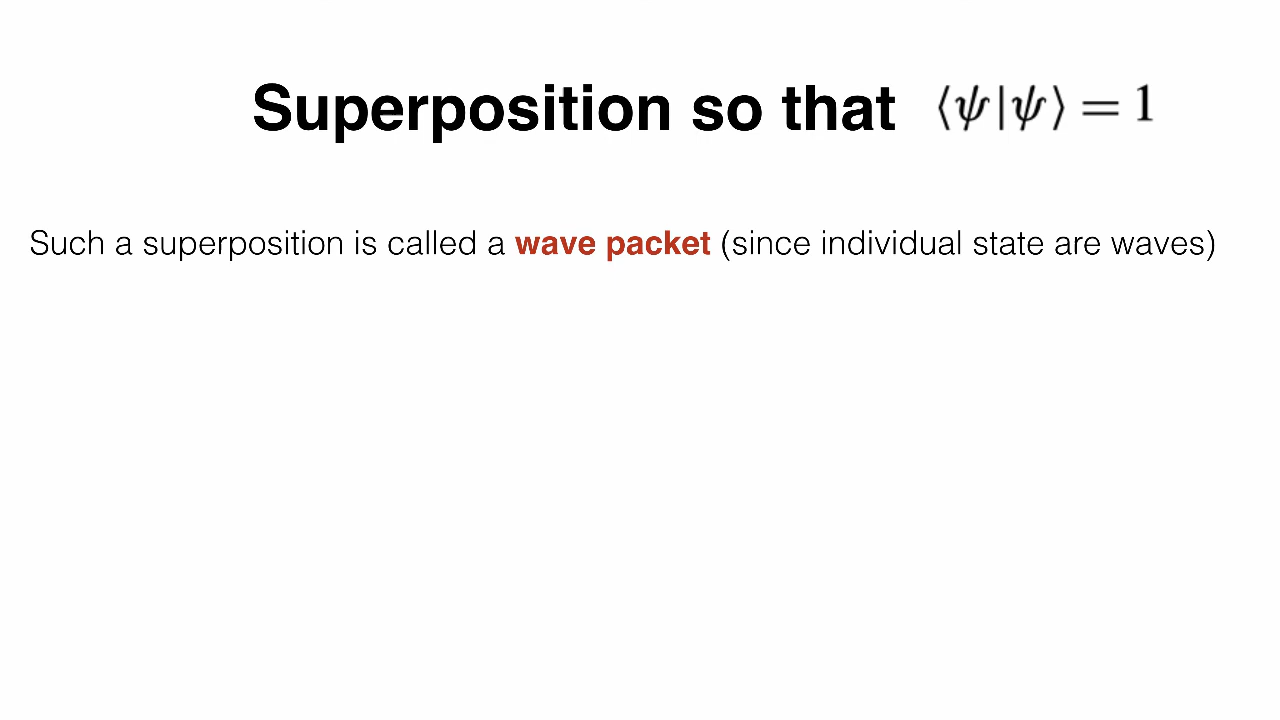 Superposition so that ⟨ψ|ψ⟩ = 1
Such a superposition is called a wave packet (since individual state are waves)